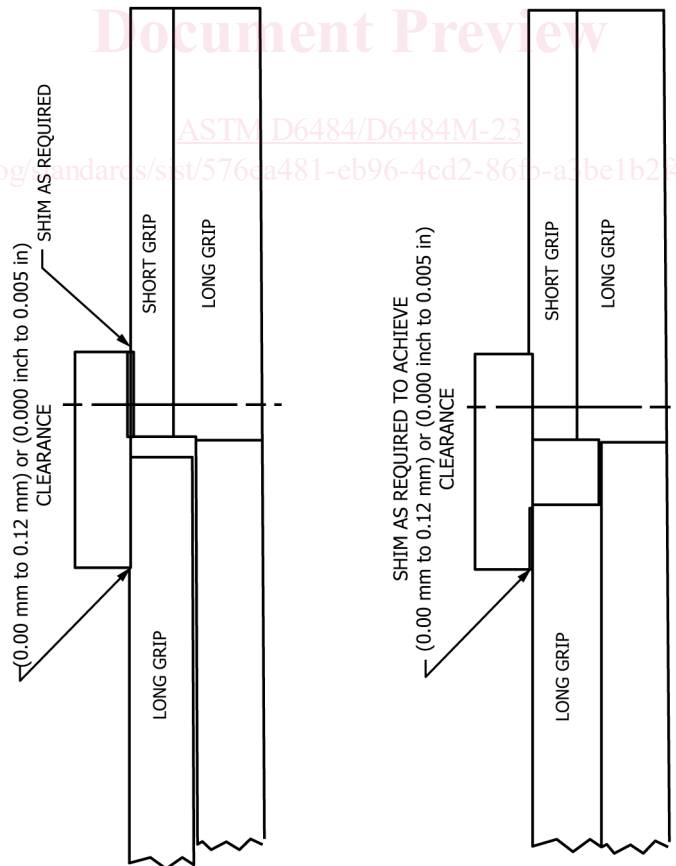 Document Preview
ASTM D6484/D6484M-23
og/standards/sist/576ca481-eb96-4cd2-86fb-a3be1b2f4
(0.00 mm to 0.12 mm) or (0.000 inch to 0.005 in)
CLEARANCE
SHIM AS REQUIRED
SHORT GRIP
LONG GRIP
LONG GRIP
SHIM AS REQUIRED TO ACHIEVE
(0.00 mm to 0.12 mm) or (0.000 inch to 0.005 in)
CLEARANCE
SHORT GRIP
LONG GRIP
LONG GRIP